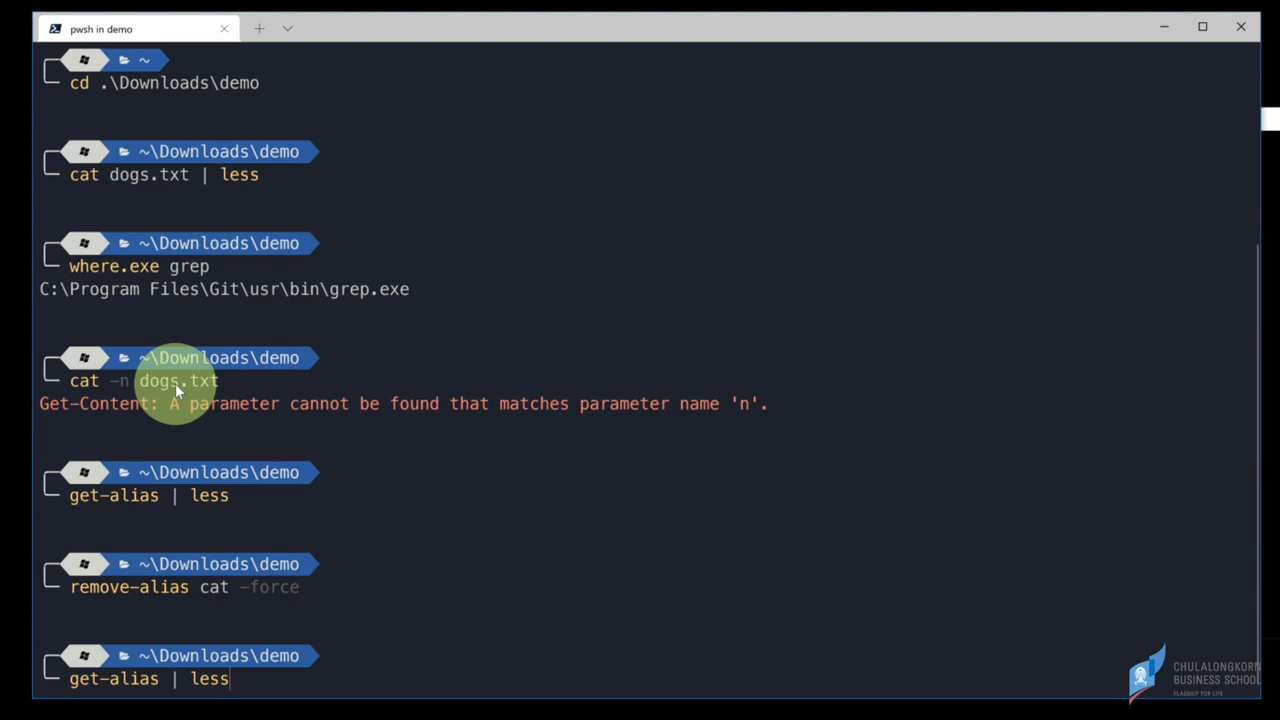 pwsh in demo
~
cd .\Downloads\demo
~\Downloads\demo
cat dogs.txt | less
~\Downloads\demo
where.exe grep
C:\Program Files\Git\usr\bin\grep.exe
~\Downloads\demo
cat -n dogs.txt
Get-Content: A parameter cannot be found that matches parameter name 'n'.
~\Downloads\demo
get-alias | less
~\Downloads\demo
remove-alias cat -force
~\Downloads\demo
get-alias | less
CHULALONGKORN
BUSINESS SCHOOL
FLAGSHIP FOR LIFE